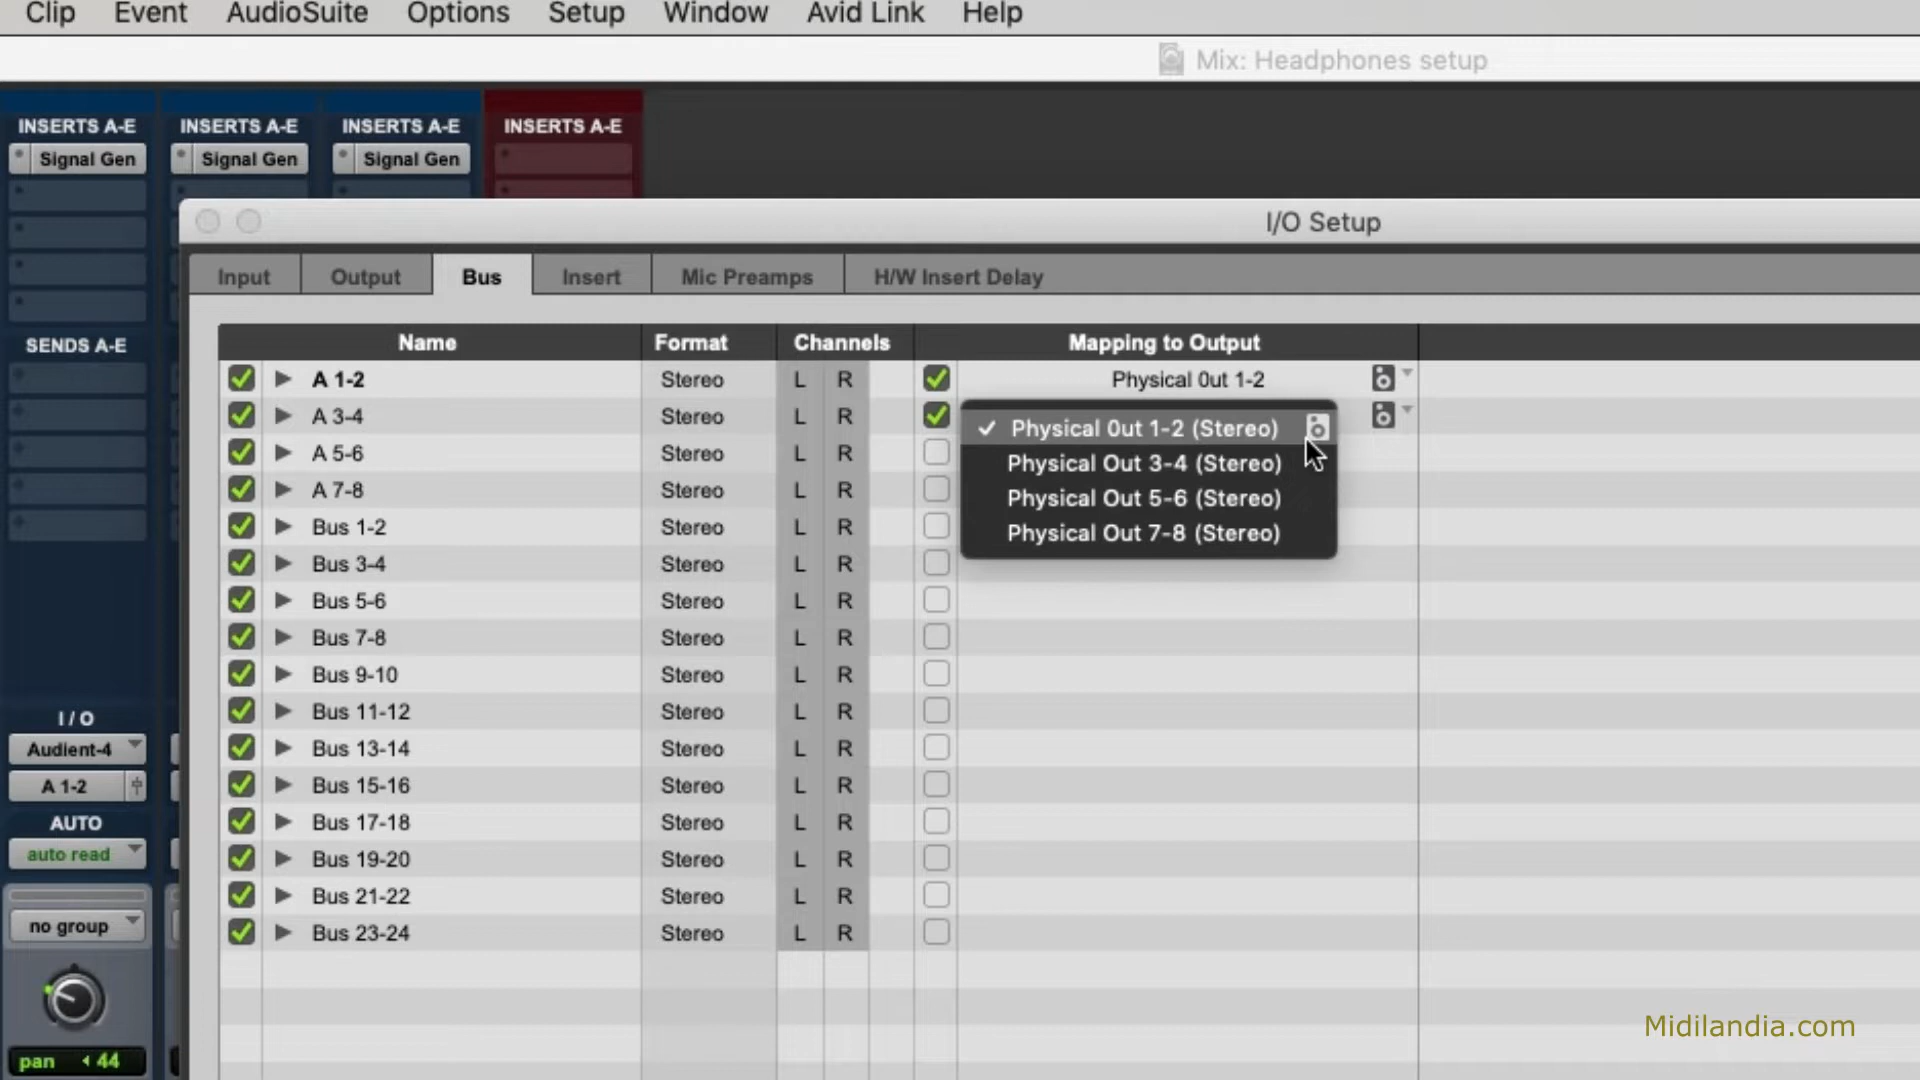 Clip Event AudioSuite Options Setup Window Avid Link Help
Mix: Headphones setup
INSERTS A-E INSERTS A-E INSERTS A-E INSERTS A-E
Signal Gen Signal Gen Signal Gen
I/O Setup
Input Output Bus Insert Mic Preamps H/W Insert Delay
SENDS A-E
Name Format Channels Mapping to Output
A 1-2 Stereo L R Physical 0ut 1-2
A 3-4 Stereo L R
Physical 0ut 1-2 (Stereo)
A 5-6 Stereo L R Physical Out 3-4 (Stereo)
A 7-8 Stereo L R Physical Out 5-6 (Stereo)
Bus 1-2 Stereo L R Physical Out 7-8 (Stereo)
Bus 3-4 Stereo L R
Bus 5-6 Stereo L R
Bus 7-8 Stereo L R
Bus 9-10 Stereo L R
Bus 11-12 Stereo L R
Bus 13-14 Stereo L R
Bus 15-16 Stereo L R
Bus 17-18 Stereo L R
Bus 19-20 Stereo L R
Bus 21-22 Stereo L R
Bus 23-24 Stereo L R
I / O
Audient-4
A 1-2
AUTO
auto read
no group
pan 44
Midilandia.com